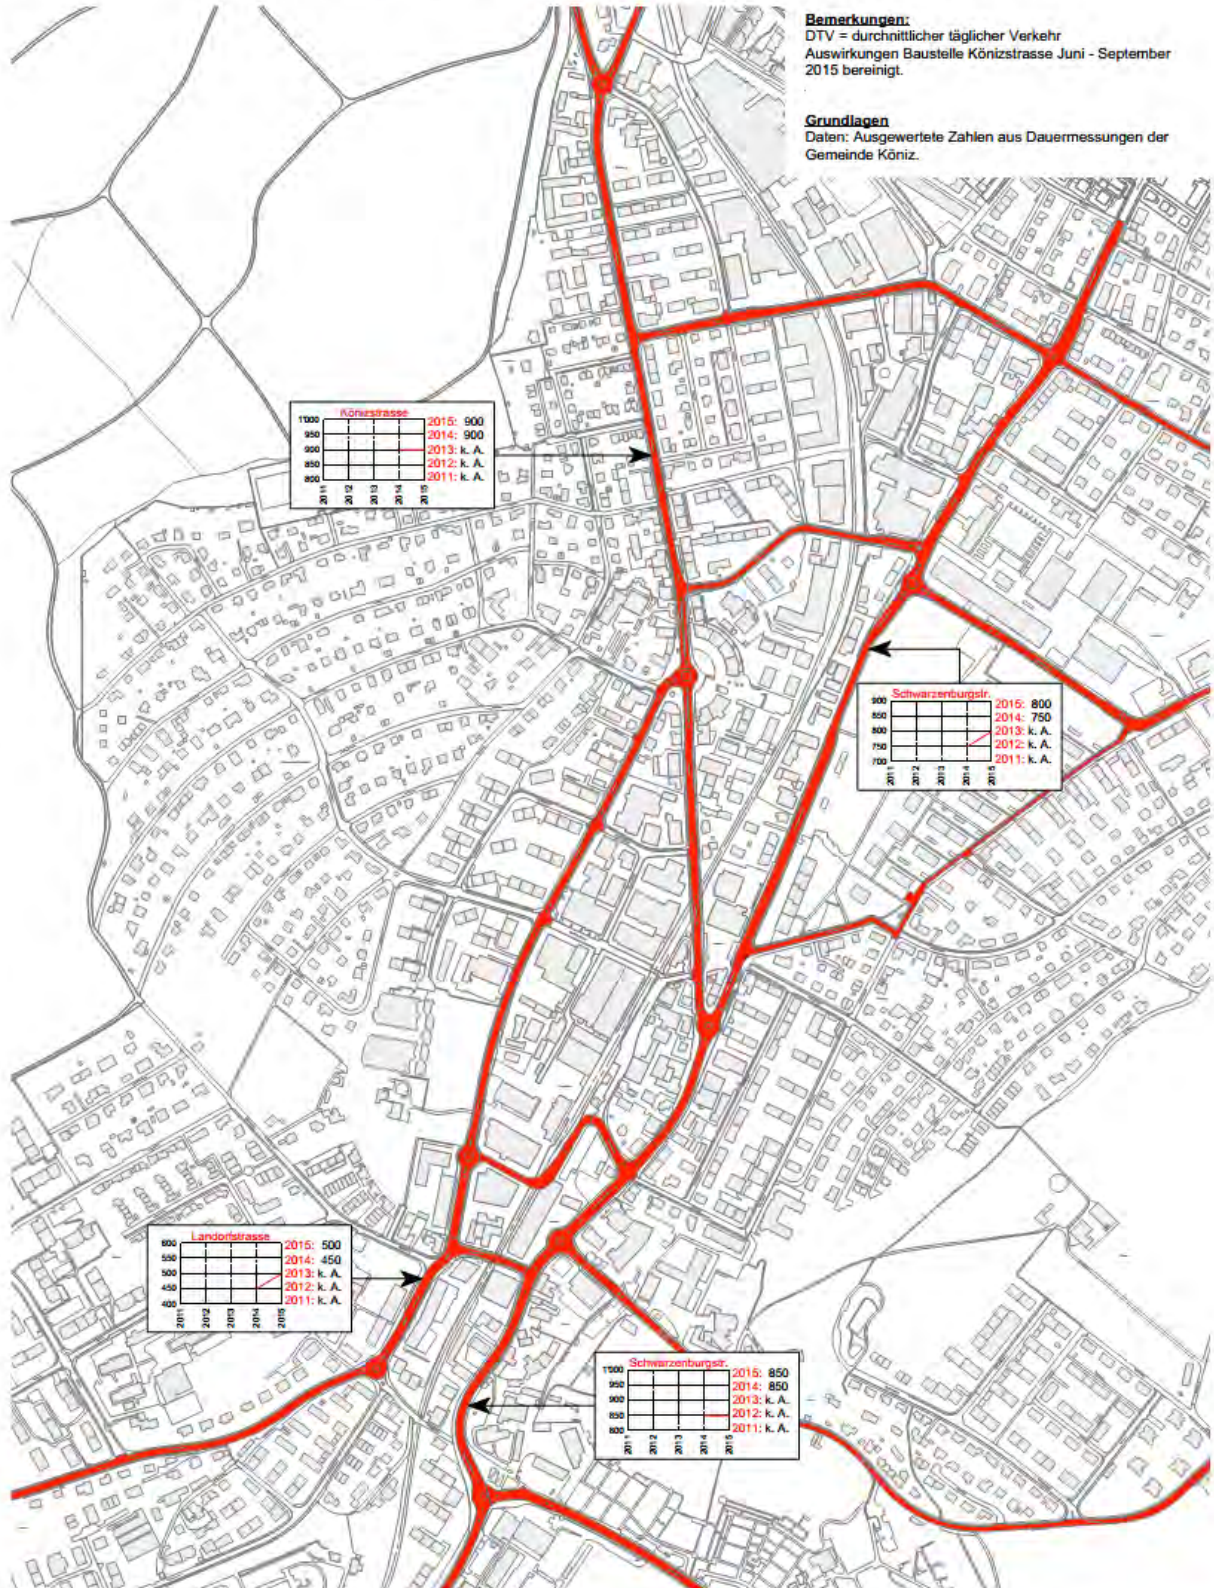 Bemerkungen:
DTV = durchnittlicher täglicher Verkehr
Auswirkungen Baustelle Könizstrasse Juni - September
2015 bereinigt.
Grundlagen
Daten: Ausgewertete Zahlen aus Dauermessungen der
Gemeinde Köniz.
Könizstrasse
1'000
950
900
850
800
2011
2012
2013
2014
2015
2015: 900
2014: 900
2013: k. A.
2012: k. A.
2011: k. A.
Schwarzenburgstr.
900
850
800
750
700
2011
2012
2013
2014
2015
2015: 800
2014: 750
2013: k. A.
2012: k. A.
2011: k. A.
Landorfstrasse
600
550
500
450
400
2011
2012
2013
2014
2015
2015: 500
2014: 450
2013: k. A.
2012: k. A.
2011: k. A.
Schwarzenburgstr.
1'000
950
900
850
800
2011
2012
2013
2014
2015
2015: 850
2014: 850
2013: k. A.
2012: k. A.
2011: k. A.